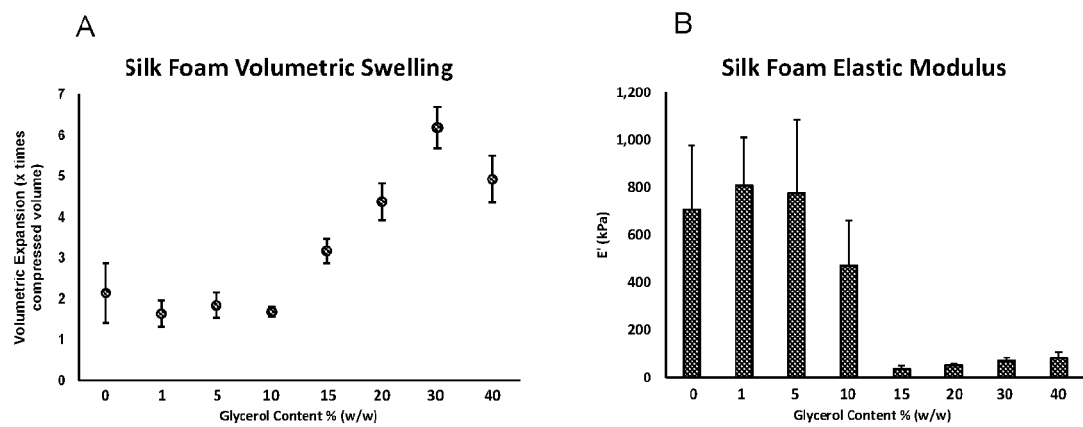 A
Silk Foam Volumetric Swelling
Volumetric Expansion (x times
compressed volume)
7
6
5
4
3
2
1
0
0 1 5 10 15 20 30 40
Glycerol Content % (w/w)
B
Silk Foam Elastic Modulus
E' (kPa)
1,200
1,000
800
600
400
200
0
0 1 5 10 15 20 30 40
Glycerol Content % (w/w)